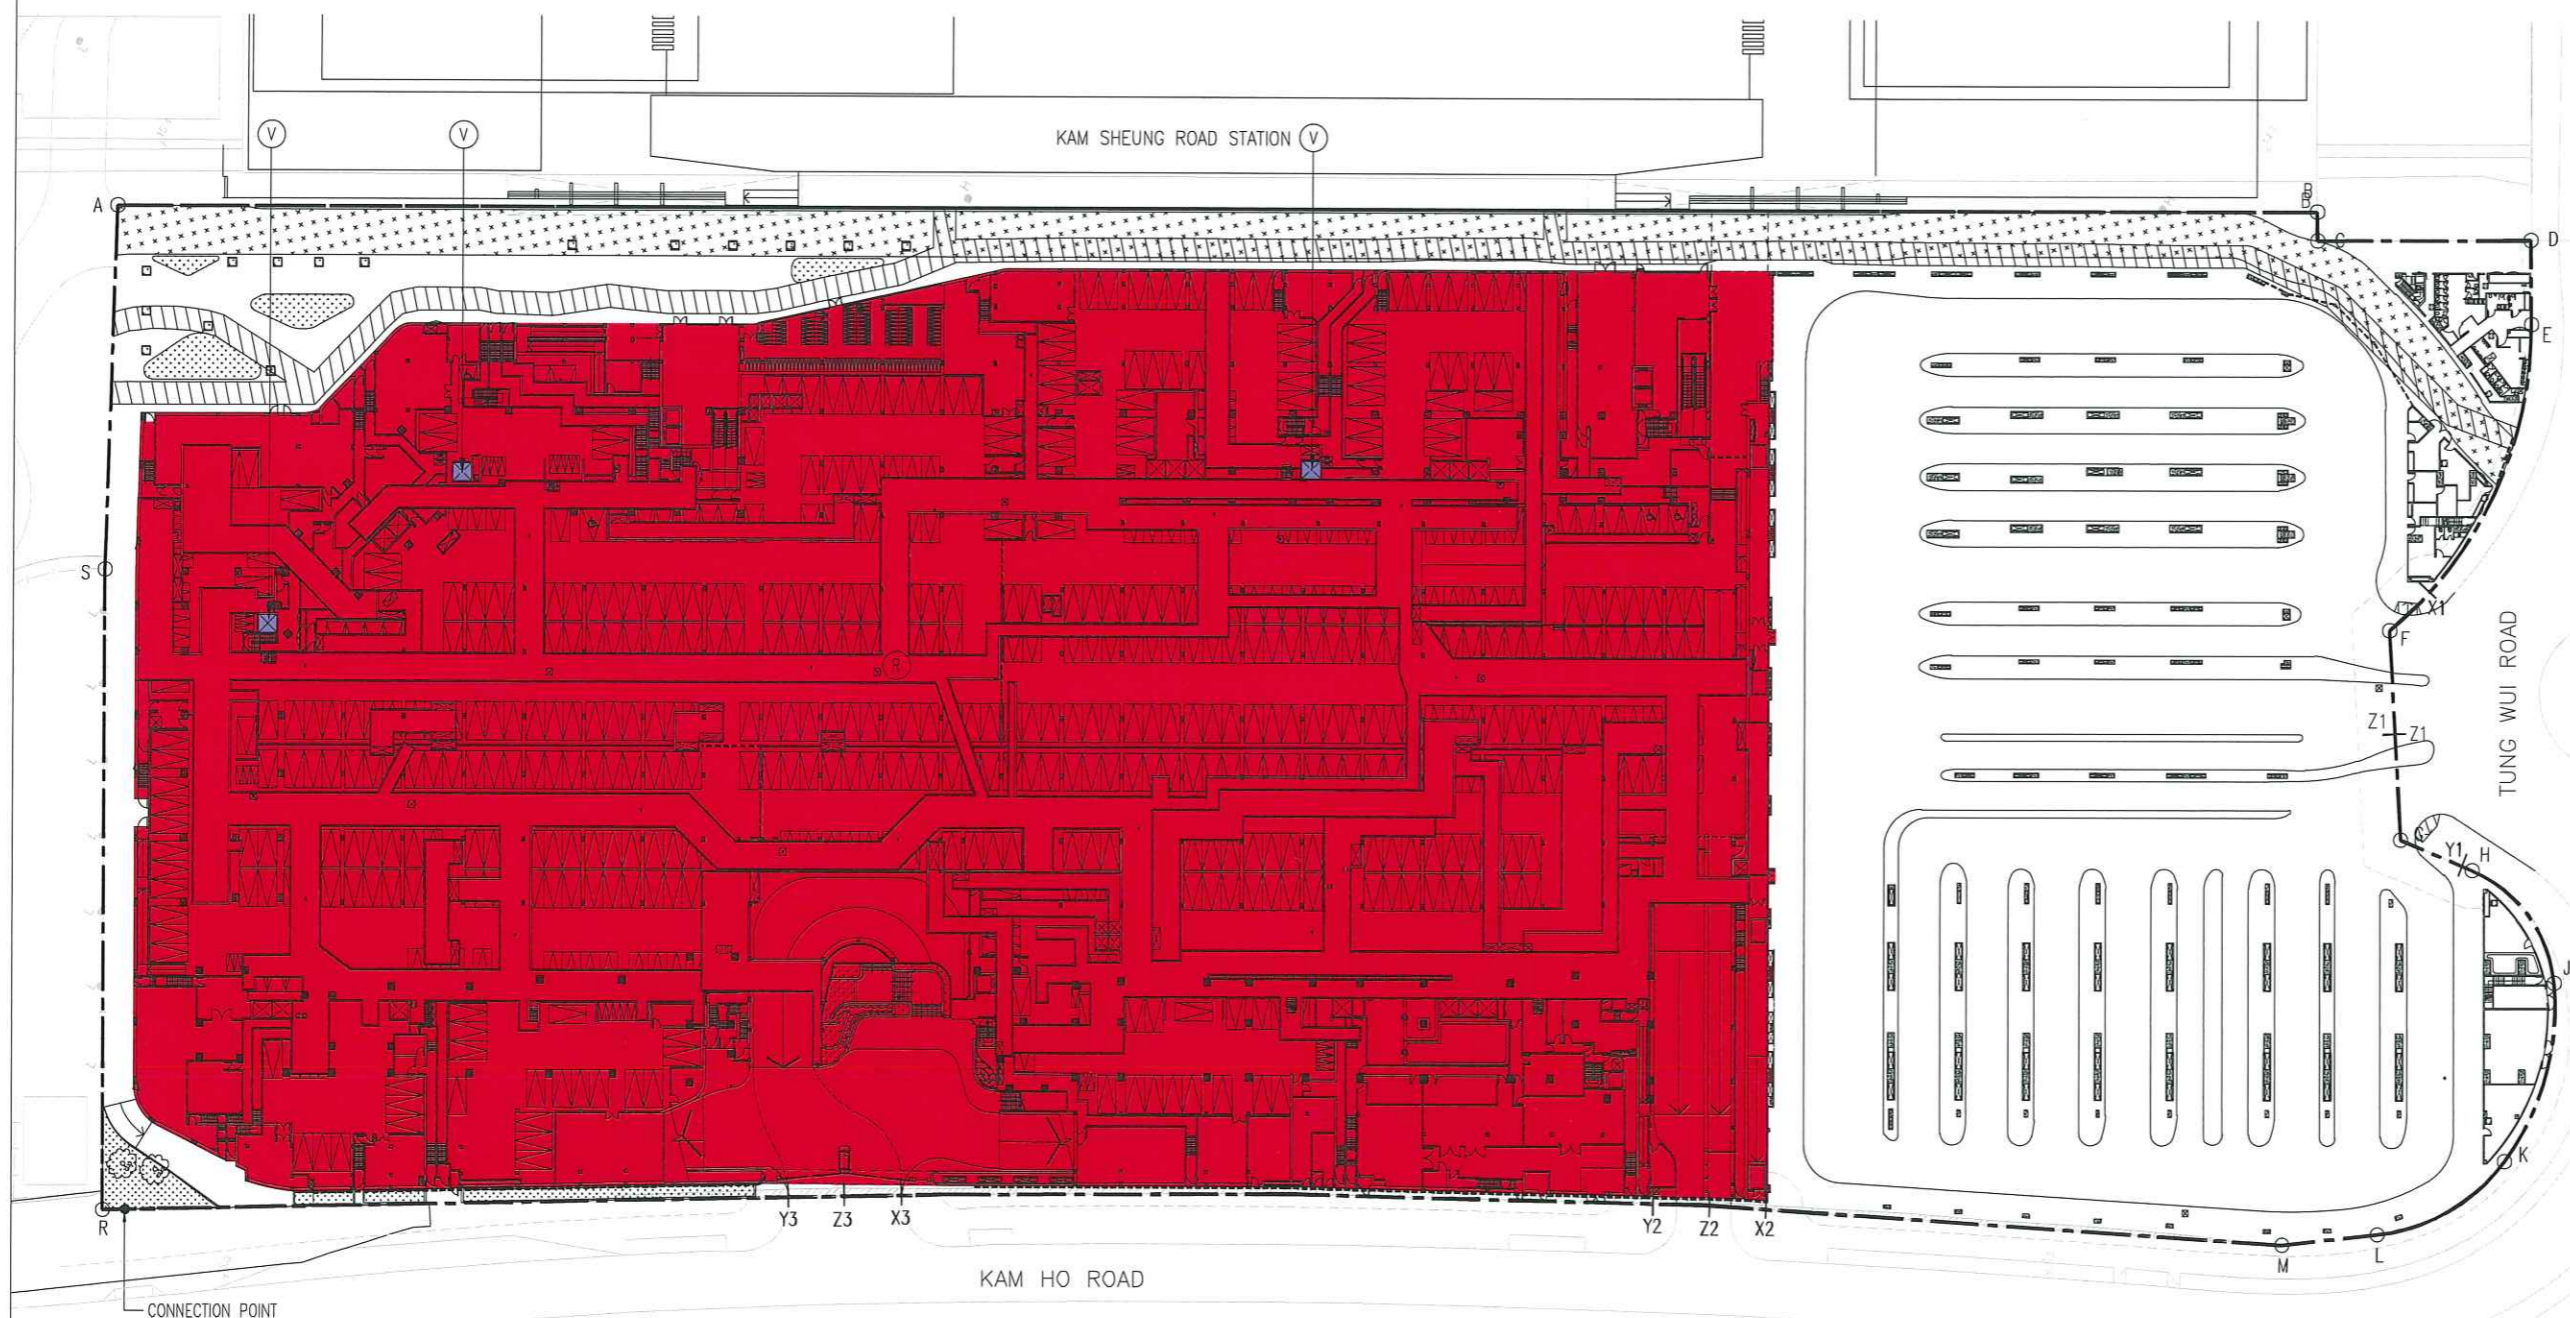 V
V
KAM SHEUNG ROAD STATION V
A
B
C
D
E
S
X1
F
R
Z1
Z1
TUNG WUI ROAD
Y1
H
J
K
R
Y3
Z3
X3
Y2
Z2
X2
M
L
KAM HO ROAD
CONNECTION POINT